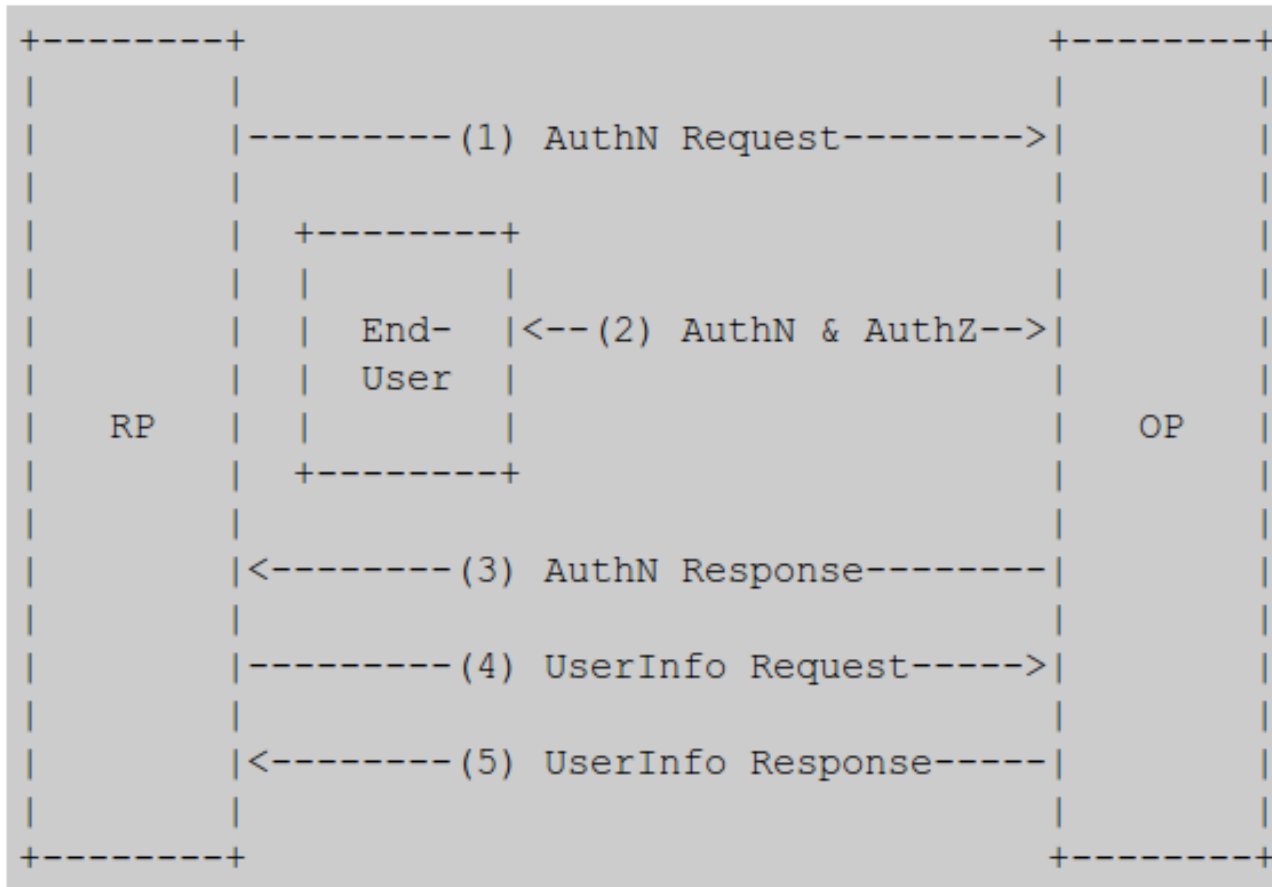 +--------+                                   +--------+
|        |                                   |        |
|        |---------(1) AuthN Request-------->|        |
|        |                                   |        |
|        |  +--------+                       |        |
|        |  |        |                       |        |
|        |  |  End-  |<--(2) AuthN & AuthZ-->|        |
|        |  |  User  |                       |        |
|   RP   |  |        |                       |   OP   |
|        |  +--------+                       |        |
|        |                                   |        |
|        |<--------(3) AuthN Response--------|        |
|        |                                   |        |
|        |---------(4) UserInfo Request----->|        |
|        |                                   |        |
|        |<--------(5) UserInfo Response-----|        |
|        |                                   |        |
+--------+                                   +--------+